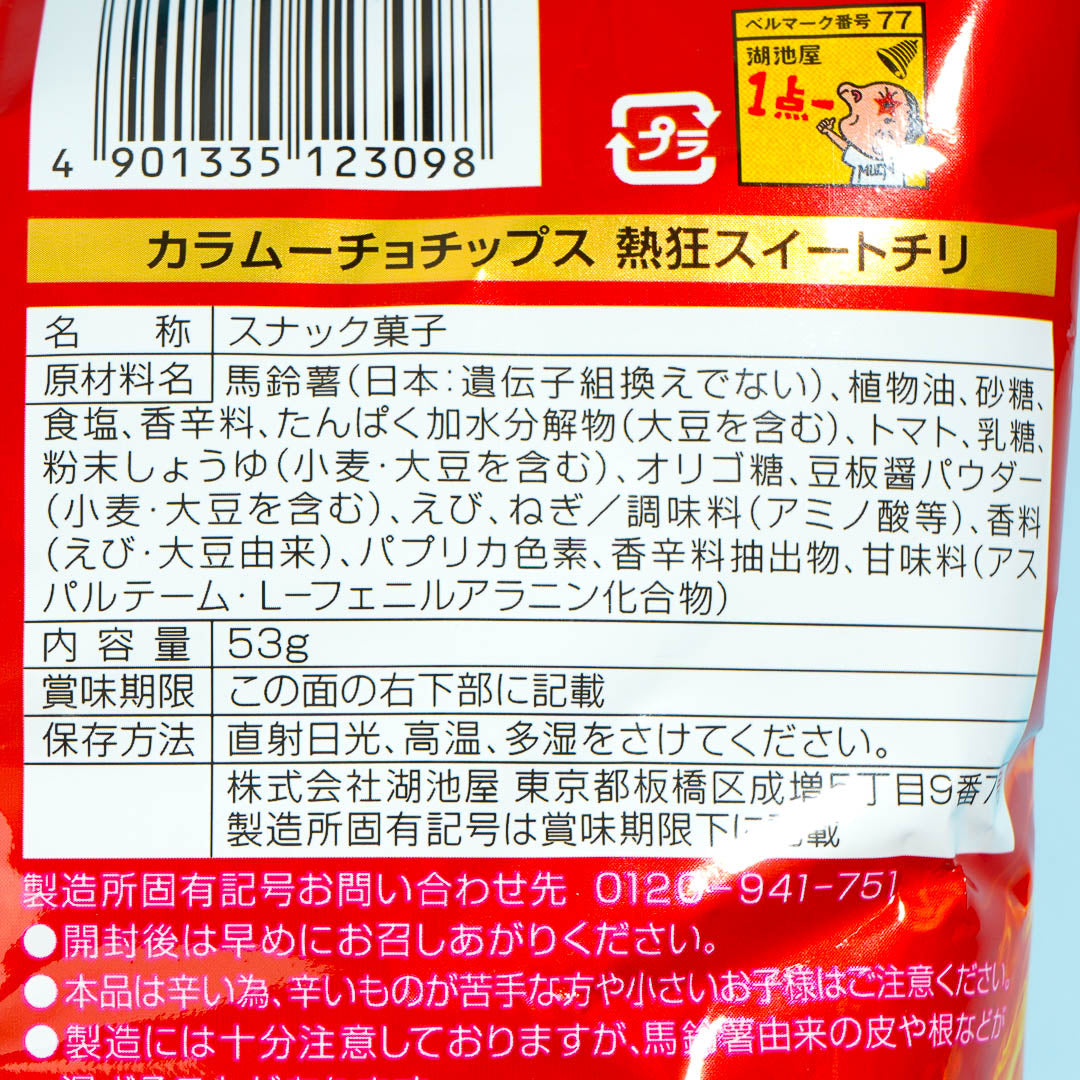 ベルマーク番号 77
湖池屋
1点
MUCH
プラ
4 901335 123098
カラムーチョチップス 熱狂スイートチリ
名称 スナック菓子
原材料名 馬鈴薯(日本:遺伝子組換えでない)、植物油、砂糖、
食塩、香辛料、たんぱく加水分解物(大豆を含む)、トマト、乳糖、
粉末しょうゆ(小麦・大豆を含む)、オリゴ糖、豆板醤パウダー
(小麦・大豆を含む)、えび、ねぎ／調味料(アミノ酸等)、香料
(えび・大豆由来)、パプリカ色素、香辛料抽出物、甘味料(アス
パルテーム・L-フェニルアラニン化合物)
内容量 53g
賞味期限 この面の右下部に記載
保存方法 直射日光、高温、多湿をさけてください。
株式会社湖池屋 東京都板橋区成増5丁目9番7
製造所固有記号は賞味期限下に記載
製造所固有記号お問い合わせ先 0120-941-751
●開封後は早めにお召しあがりください。
●本品は辛い為、辛いものが苦手な方や小さいお子様はご注意ください。
●製造には十分注意しておりますが、馬鈴薯由来の皮や根などが